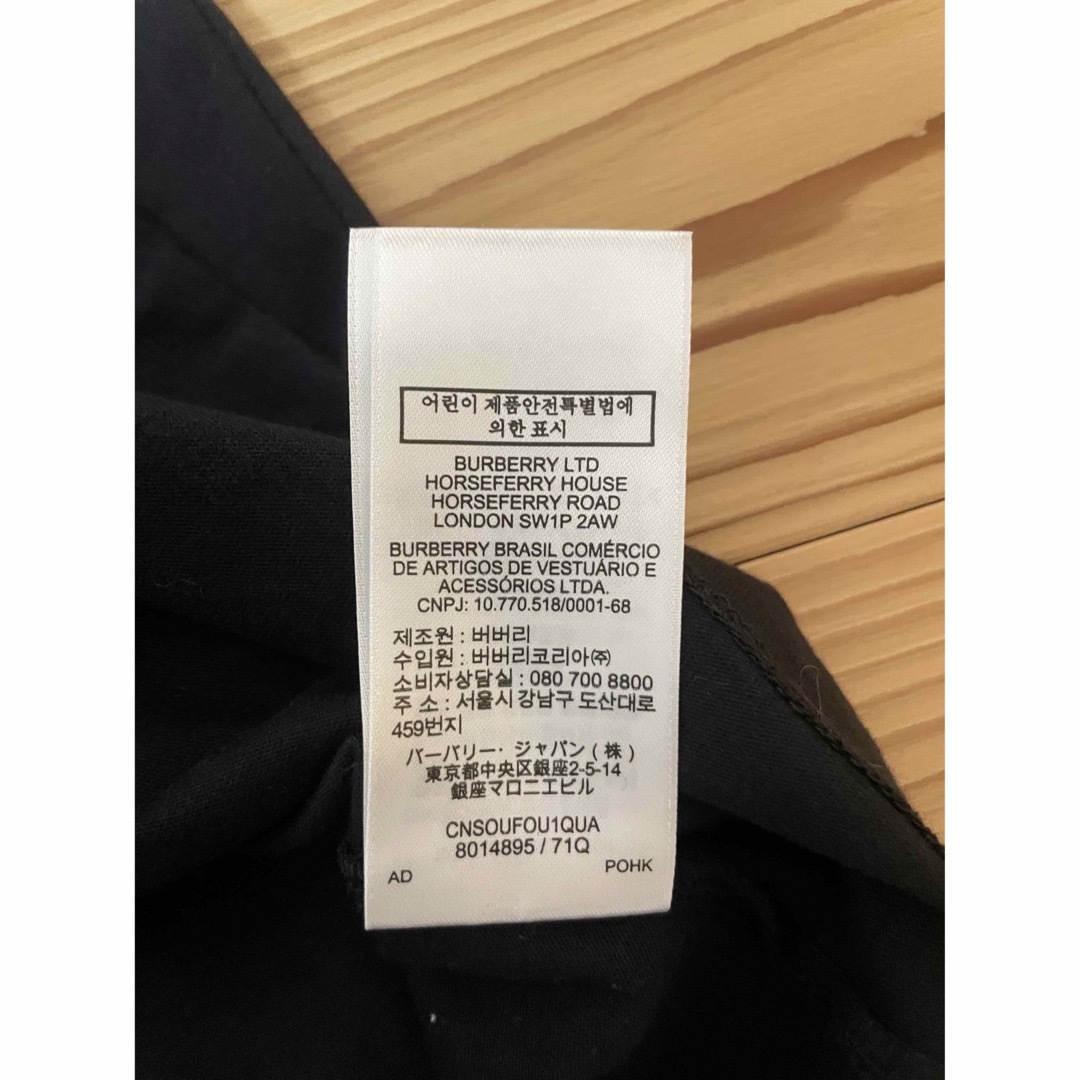 어린이 제품안전특별법에
의한 표시
BURBERRY LTD
HORSEFERRY HOUSE
HORSEFERRY ROAD
LONDON SW1P 2AW
BURBERRY BRASIL COMÉRCIO
DE ARTIGOS DE VESTUÁRIO E
ACESSÓRIOS LTDA.
CNPJ: 10.770.518/0001-68
제조원 : 버버리
수입원 : 버버리코리아㈜
소비자상담실 : 080 700 8800
주 소 : 서울시 강남구 도산대로
459번지
バーバリー・ジャパン ( 株 )
東京都中央区銀座2-5-14
銀座マロニエビル
CNSOUFOU1QUA
8014895 / 71Q
AD POHK